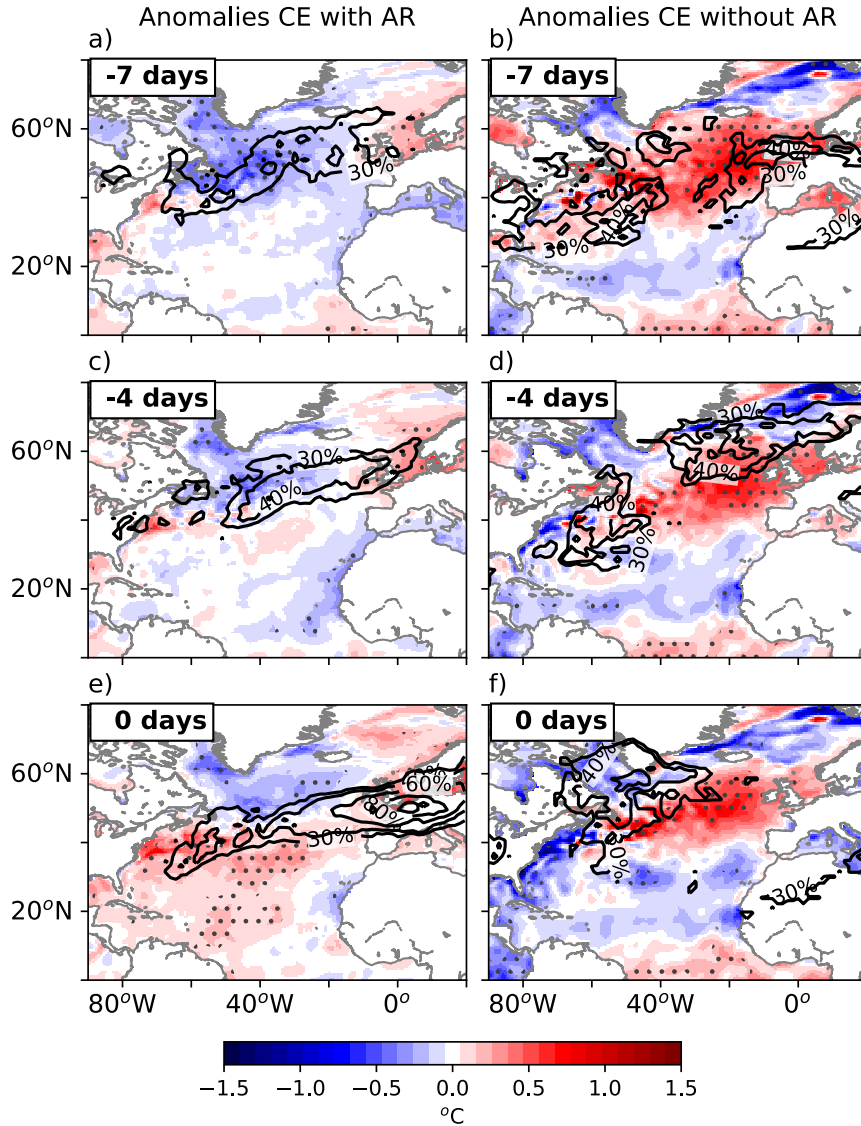 Anomalies CE with AR
Anomalies CE without AR
a)
b)
-7 days
-7 days
60°N
20°N
30%
40%
30%
40%
30%
30%
c)
d)
-4 days
-4 days
60°N
20°N
30%
40%
30%
40%
40%
30%
e)
f)
0 days
0 days
60°N
20°N
60%
80%
30%
40%
30%
30%
80°W
40°W
0°
80°W
40°W
0°
−1.5
−1.0
−0.5
0.0
0.5
1.0
1.5
°C